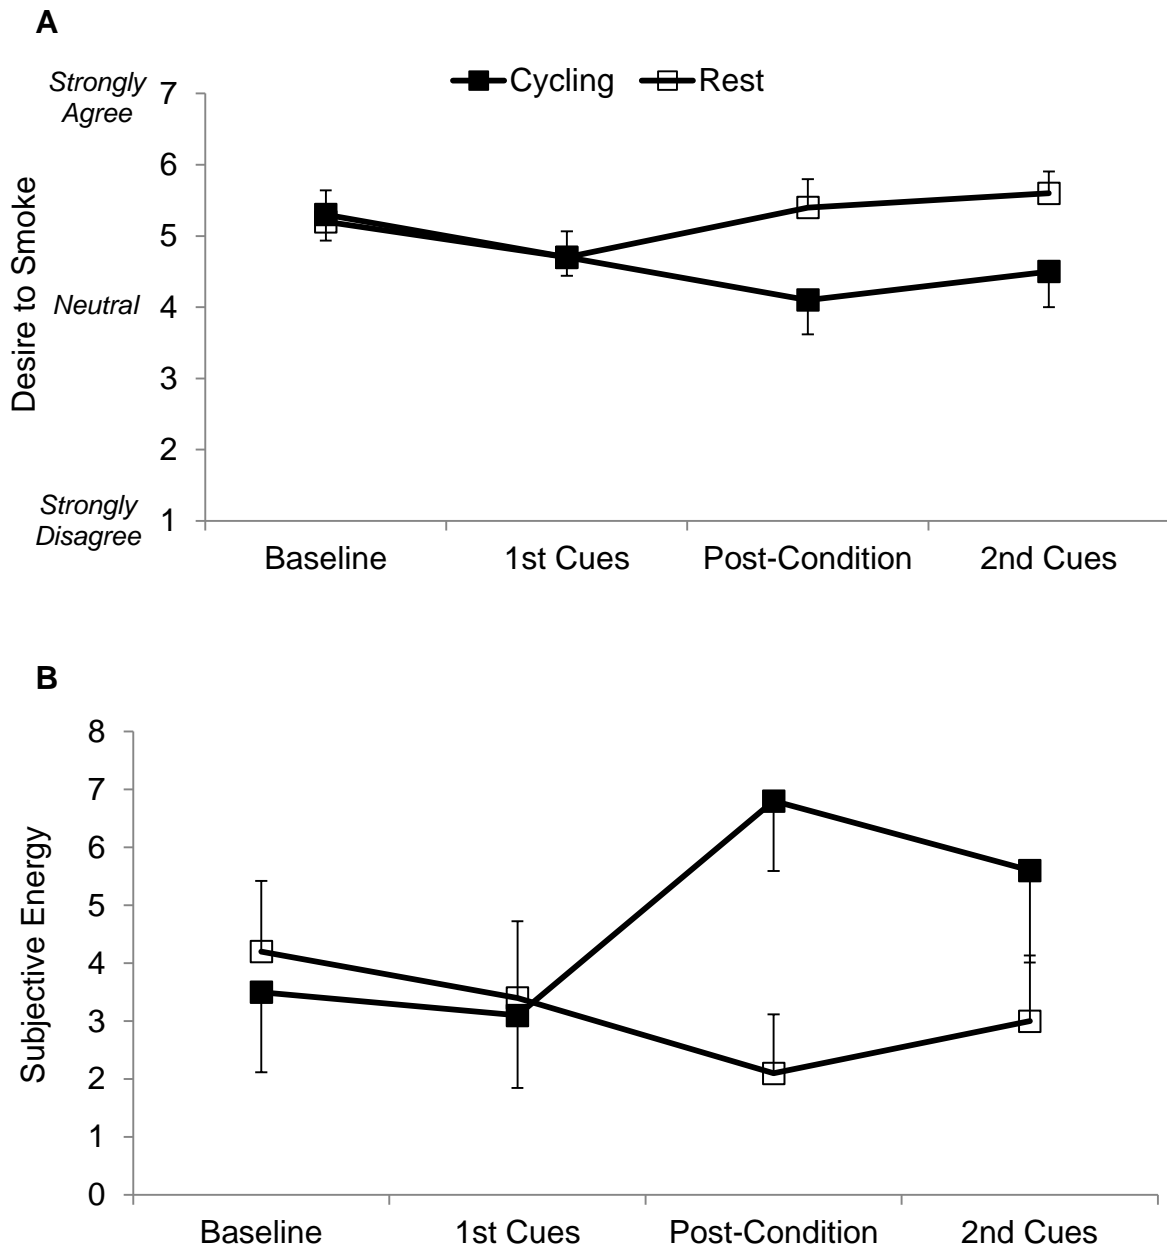 A
Strongly
Agree
7
Cycling
Rest
6
5
Neutral
4
3
2
Strongly
Disagree
1
Desire to Smoke
Baseline
1st Cues
Post-Condition
2nd Cues
B
8
7
6
5
4
3
2
1
0
Subjective Energy
Baseline
1st Cues
Post-Condition
2nd Cues